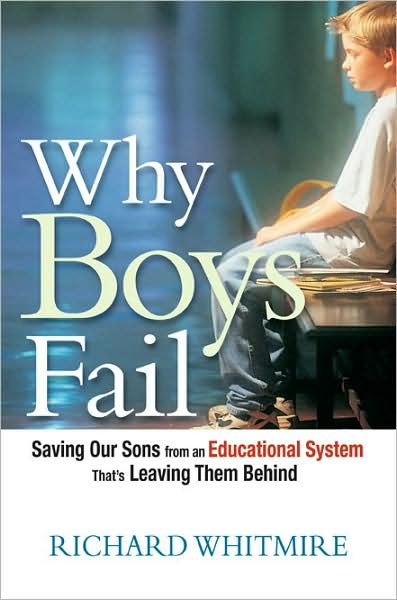 Why
Boys
Fail
Saving Our Sons from an Educational System
That's Leaving Them Behind
RICHARD WHITMIRE